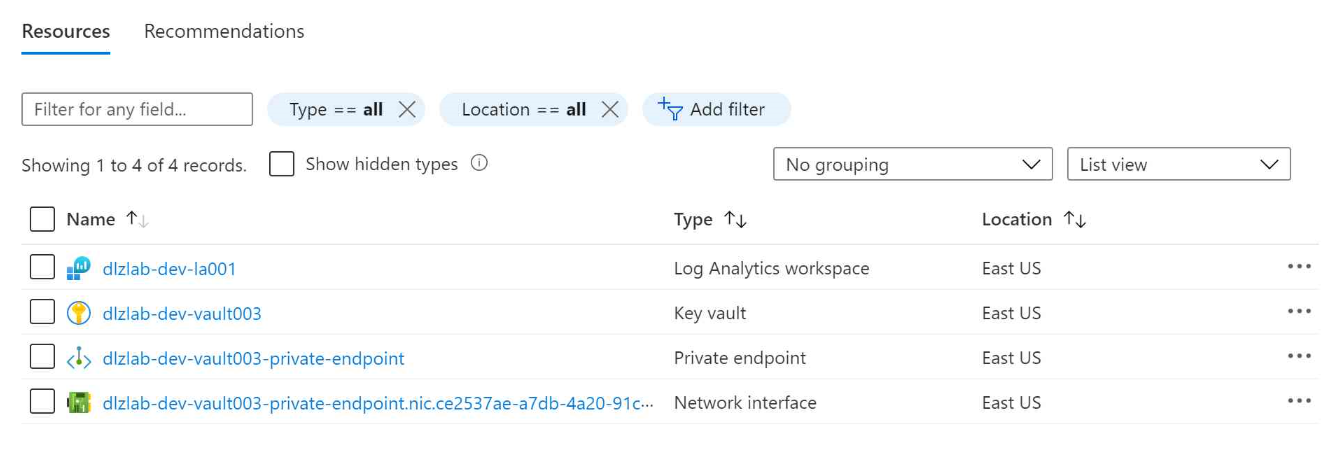 Resources Recommendations
Filter for any field... Type == all Location == all Add filter
Showing 1 to 4 of 4 records. Show hidden types No grouping List view
Name Type Location
dlzlab-dev-la001 Log Analytics workspace East US
dlzlab-dev-vault003 Key vault East US
dlzlab-dev-vault003-private-endpoint Private endpoint East US
dlzlab-dev-vault003-private-endpoint.nic.ce2537ae-a7db-4a20-91c... Network interface East US